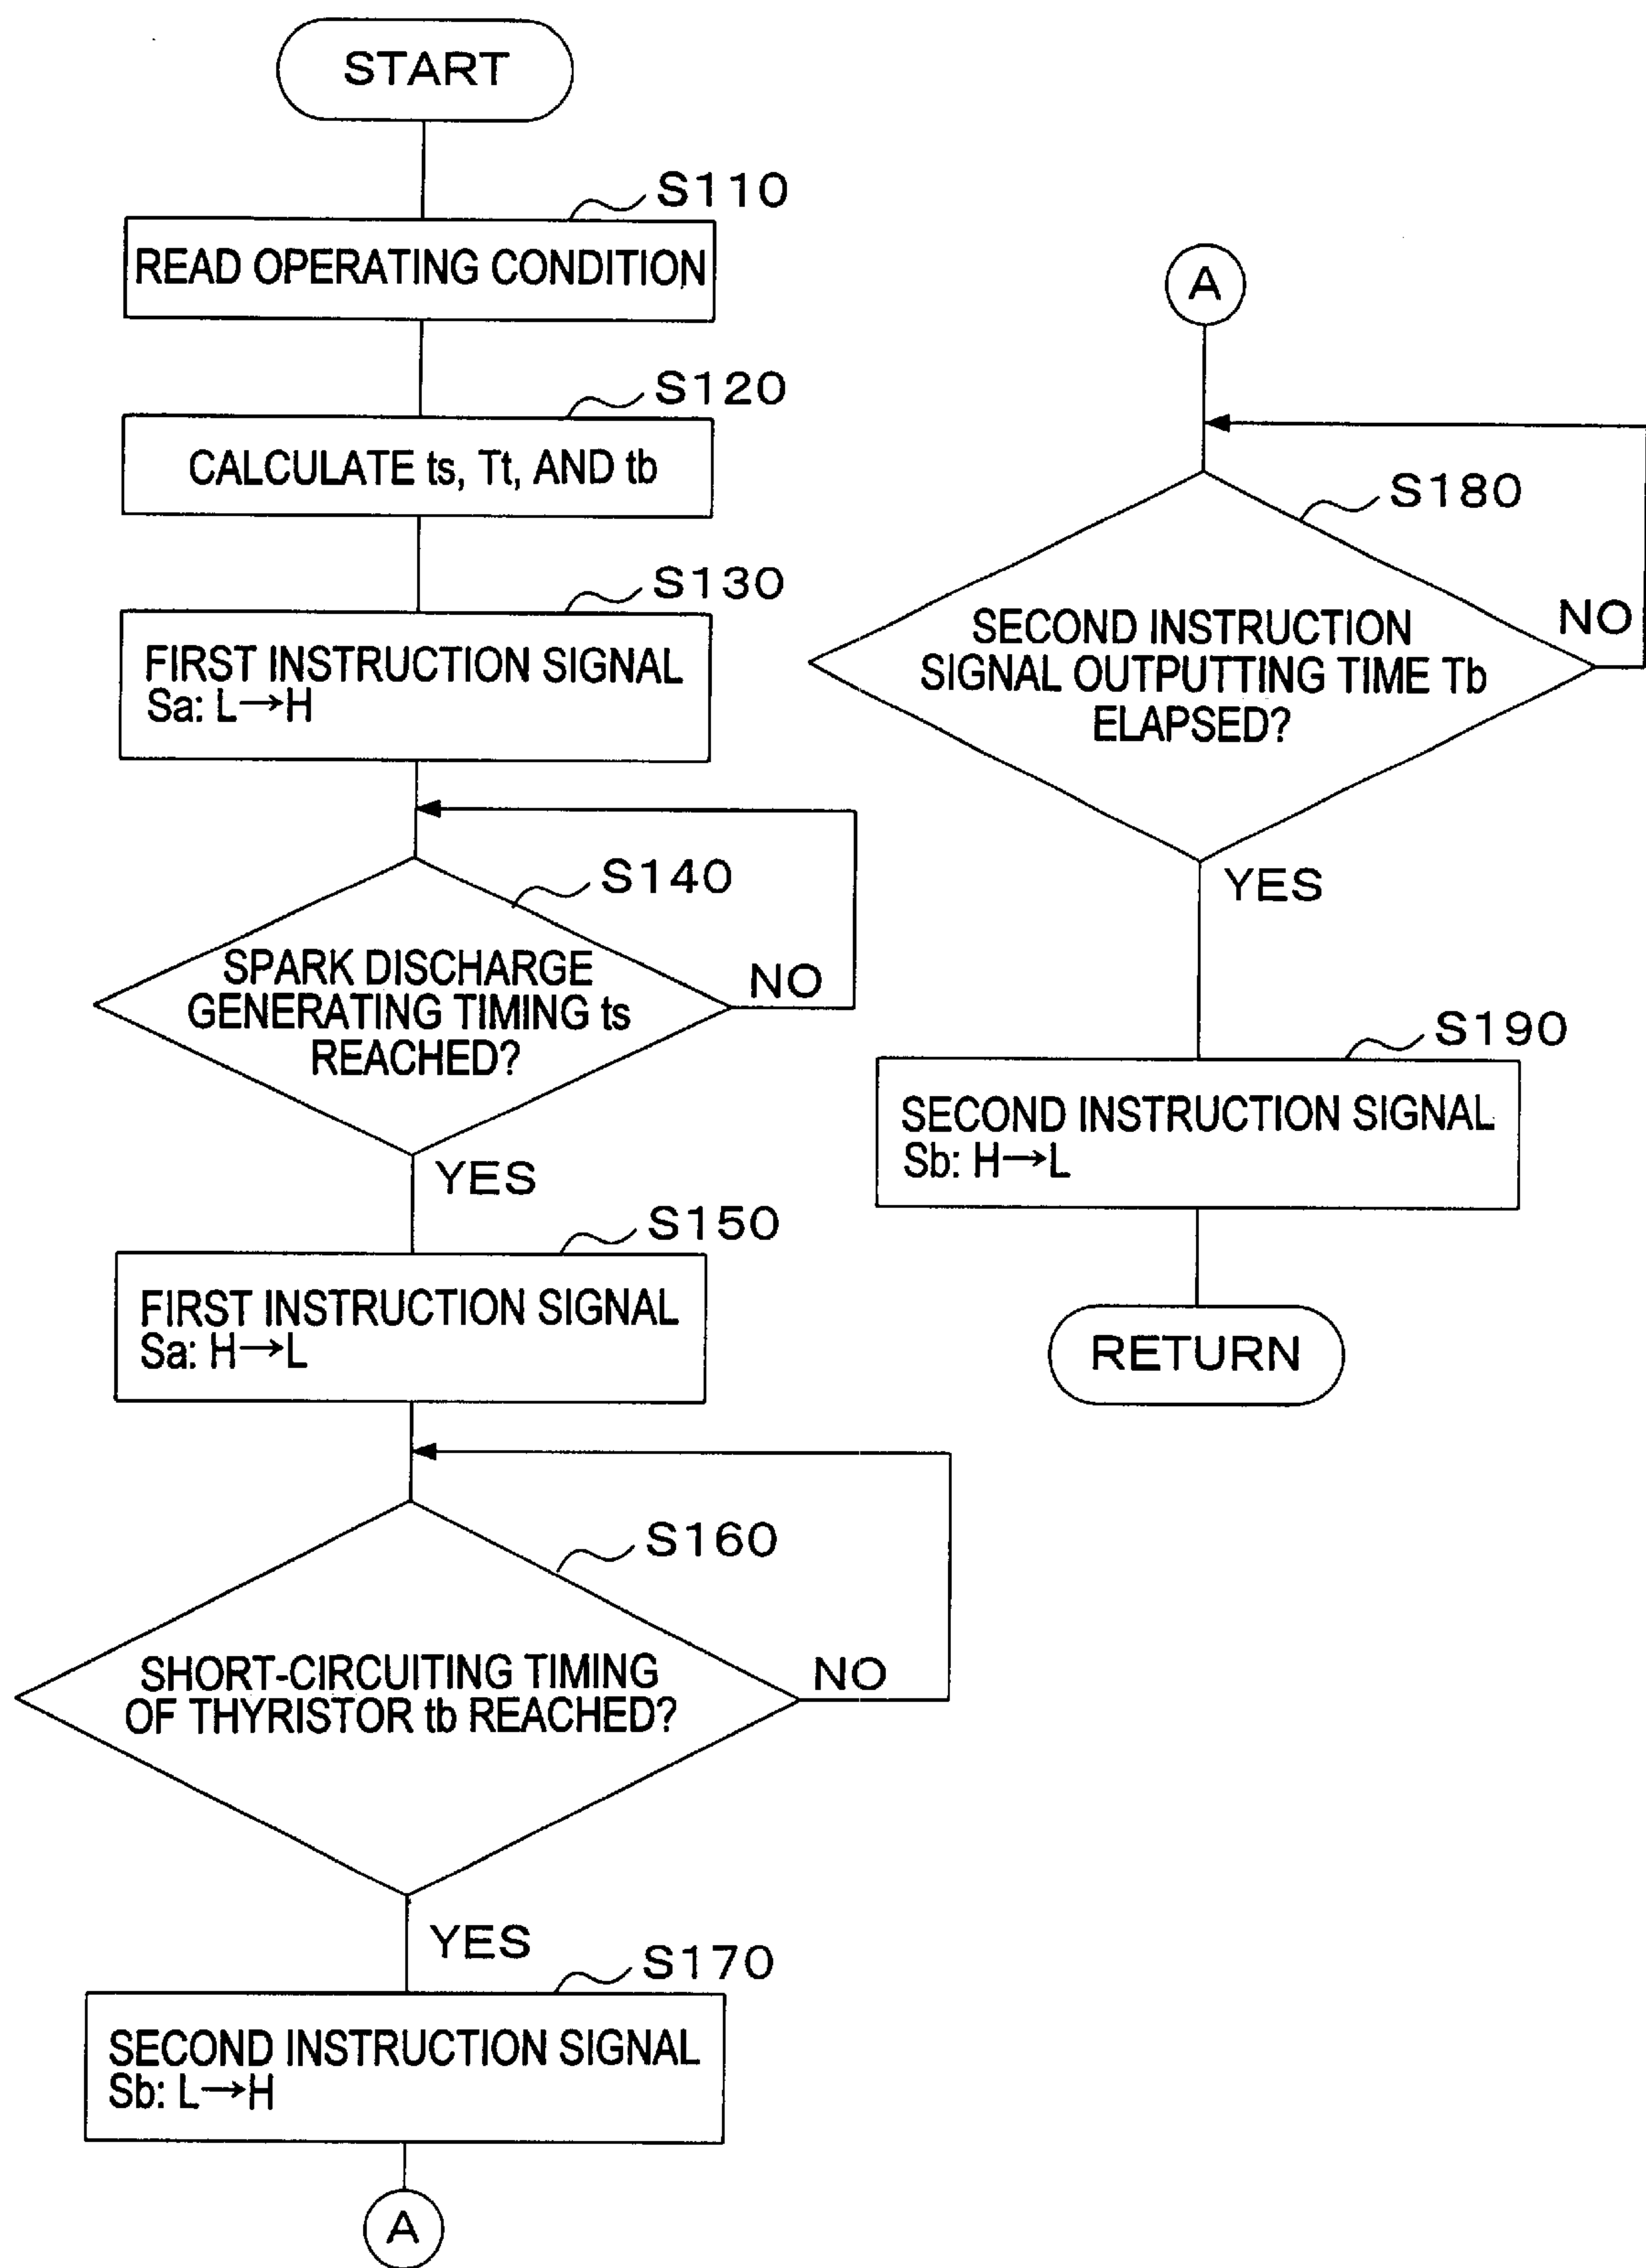 START
S110
READ OPERATING CONDITION
S120
CALCULATE ts, Tt, AND tb
S130
FIRST INSTRUCTION SIGNAL
Sa: L→H
S140
SPARK DISCHARGE
GENERATING TIMING ts
REACHED?
NO
YES
S150
FIRST INSTRUCTION SIGNAL
Sa: H→L
S160
SHORT-CIRCUITING TIMING
OF THYRISTOR tb REACHED?
NO
YES
S170
SECOND INSTRUCTION SIGNAL
Sb: L→H
A
A
S180
SECOND INSTRUCTION
SIGNAL OUTPUTTING TIME Tb
ELAPSED?
NO
YES
S190
SECOND INSTRUCTION SIGNAL
Sb: H→L
RETURN